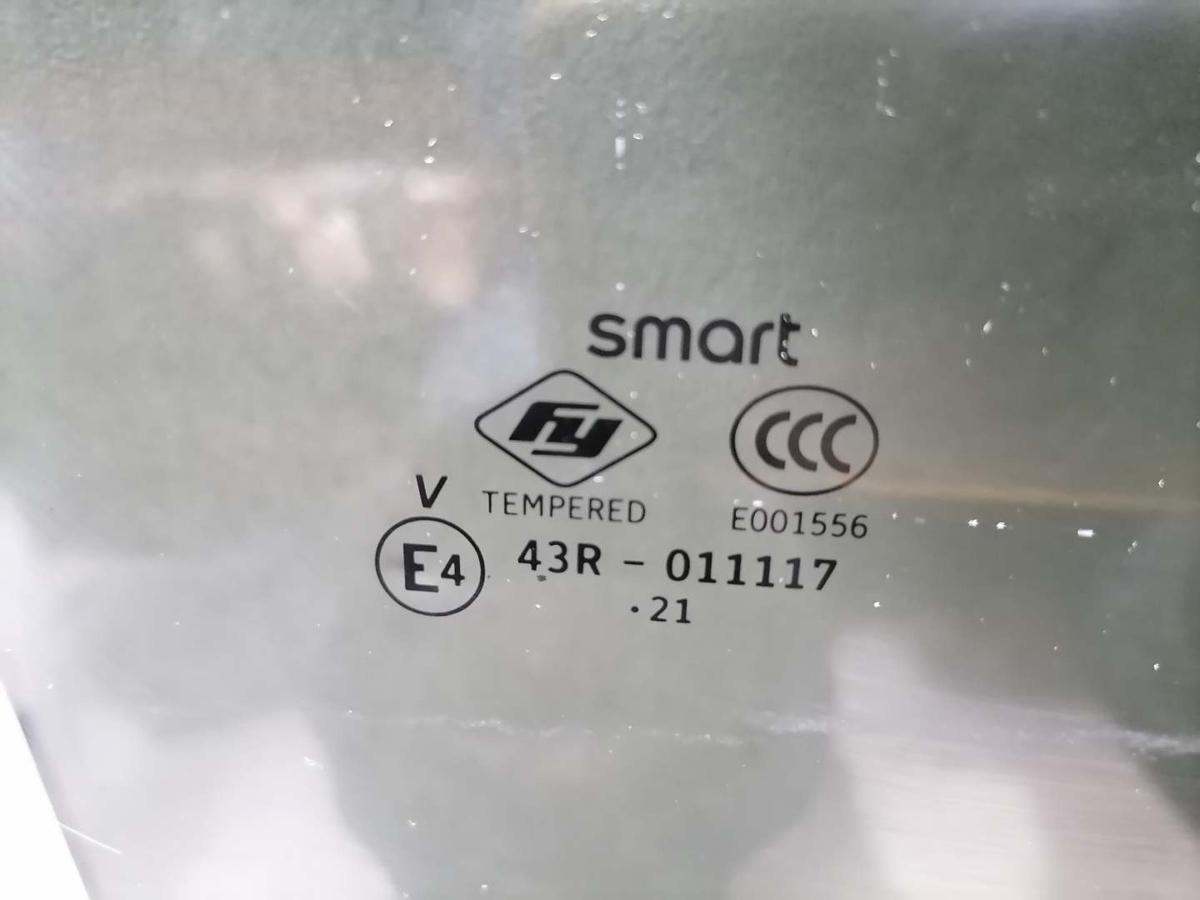 smart
fy
CCC
TEMPERED
E001556
V
E4
43R - 011117
·21